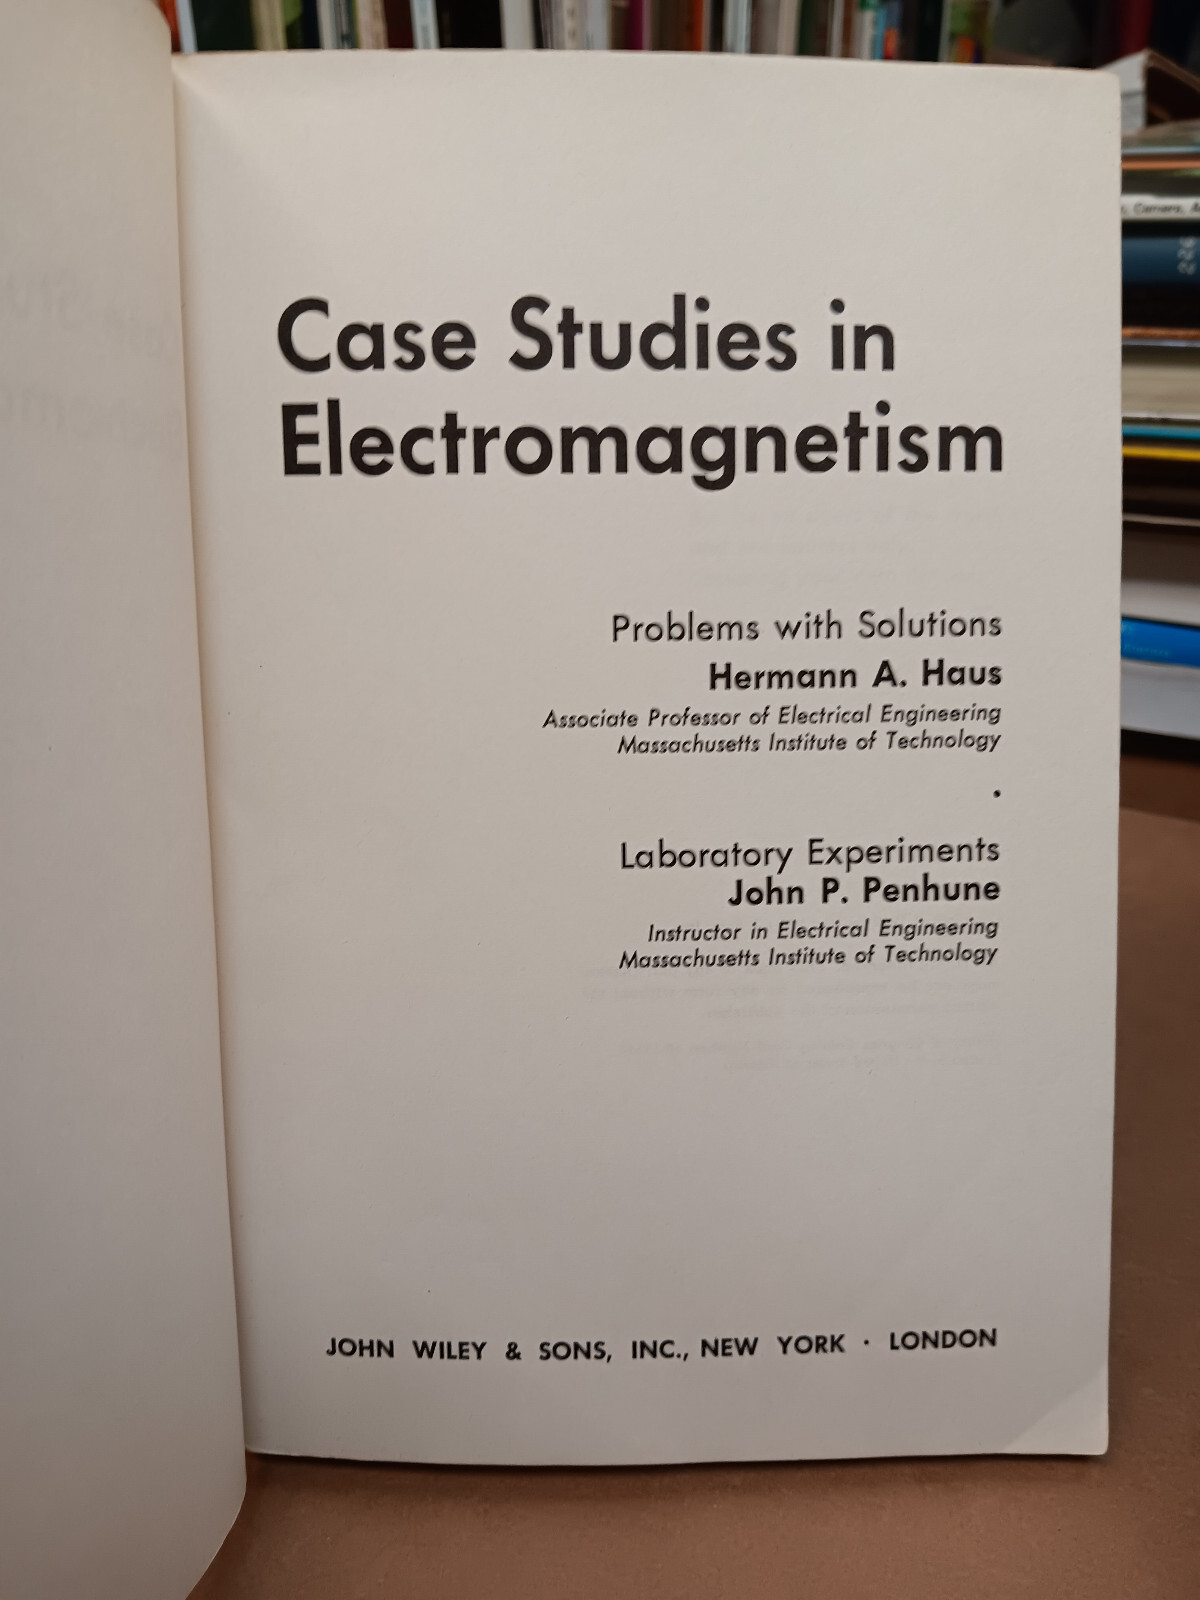 Case Studies in
Electromagnetism
Problems with Solutions
Hermann A. Haus
Associate Professor of Electrical Engineering
Massachusetts Institute of Technology
·
Laboratory Experiments
John P. Penhune
Instructor in Electrical Engineering
Massachusetts Institute of Technology
JOHN WILEY & SONS, INC., NEW YORK · LONDON
226